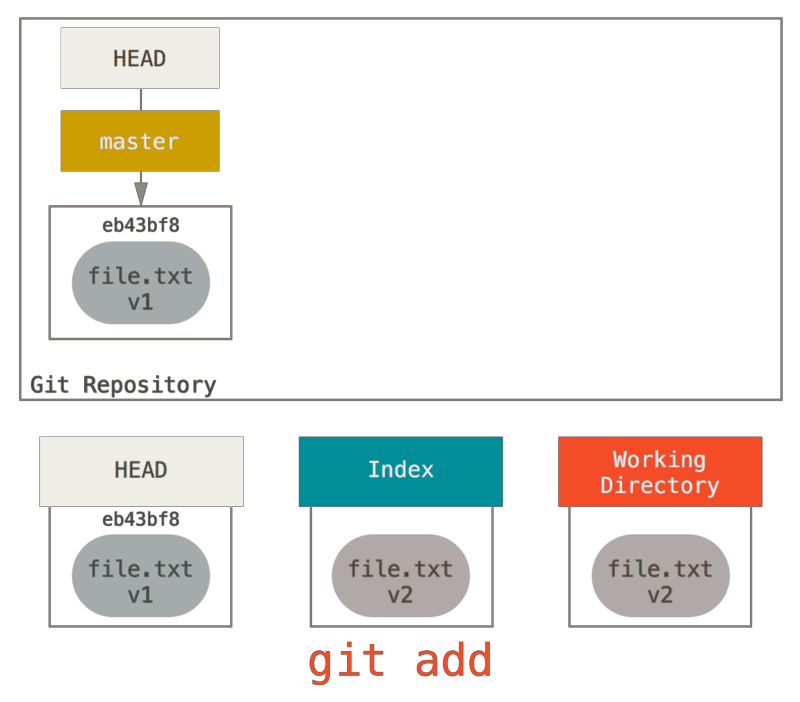 HEAD
master
eb43bf8
file.txt
v1
Git Repository
HEAD
Index
Working
Directory
eb43bf8
file.txt
v1
file.txt
v2
file.txt
v2
git add